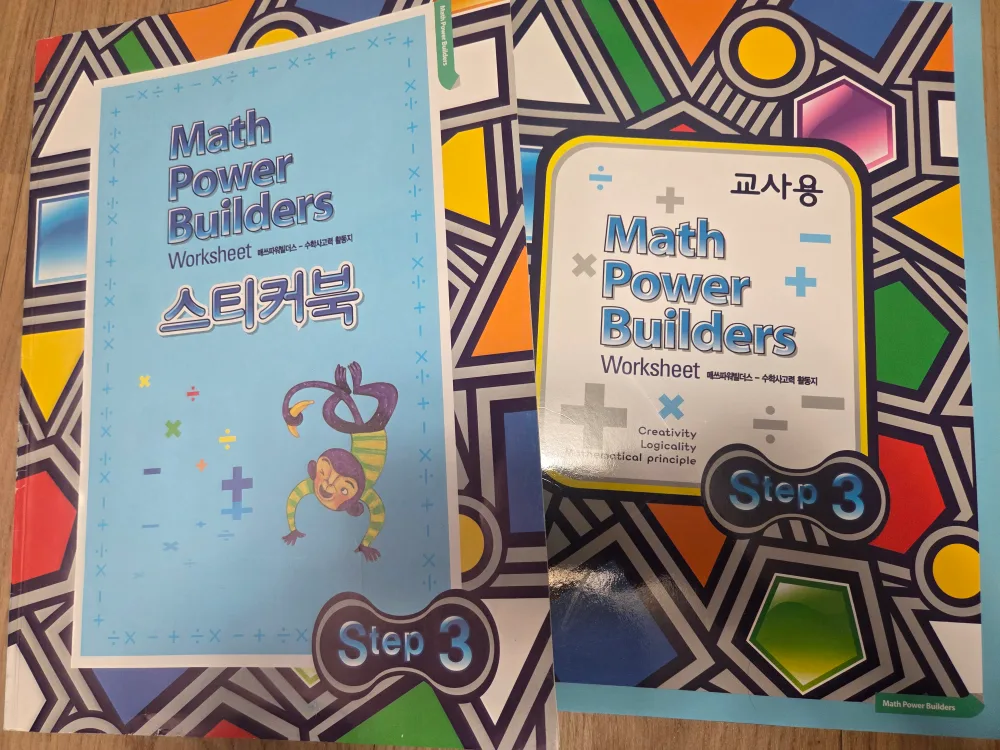 Math Power Builders
Math
Power
Builders
Worksheet 매쓰파워빌더스 – 수학사고력 활동지
스티커북
Step 3
교사용
Math
Power
Builders
Worksheet 매쓰파워빌더스 – 수학사고력 활동지
Creativity
Logicality
Mathematical principle
Step 3
Math Power Builders